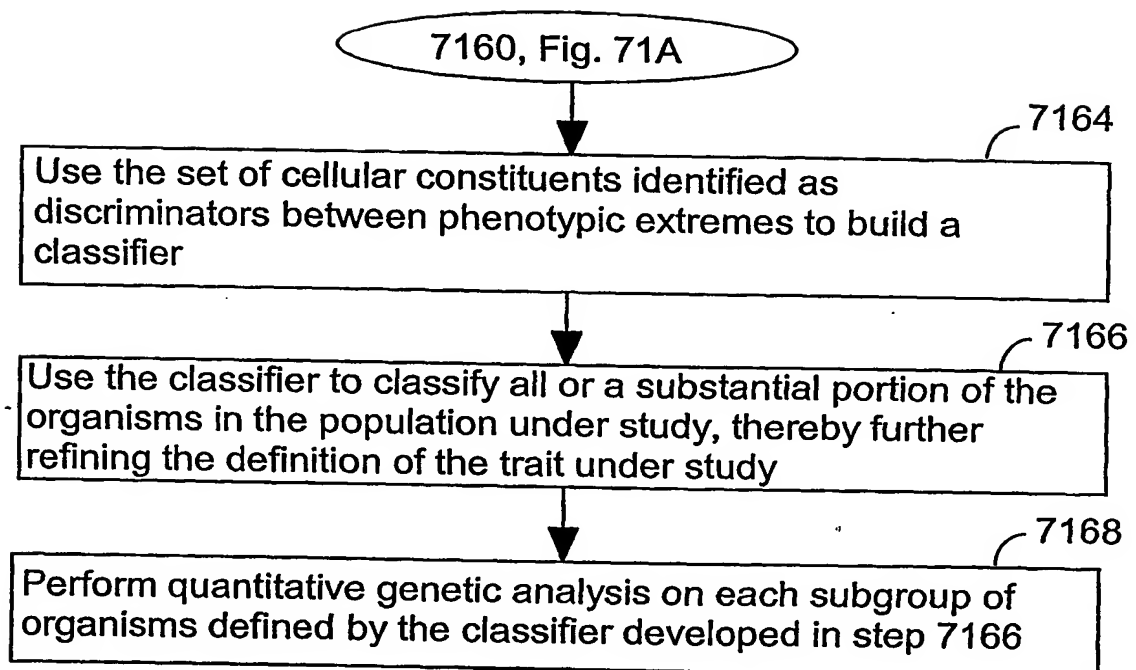 7160, Fig. 71A
7164
Use the set of cellular constituents identified as
discriminators between phenotypic extremes to build a
classifier
7166
Use the classifier to classify all or a substantial portion of the
organisms in the population under study, thereby further
refining the definition of the trait under study
7168
Perform quantitative genetic analysis on each subgroup of
organisms defined by the classifer developed in step 7166